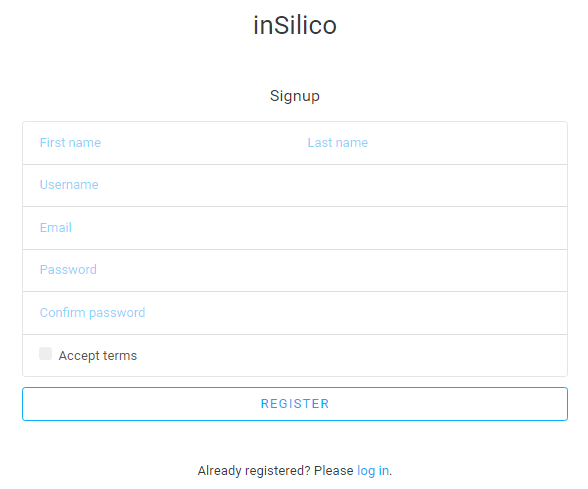 inSilico
Signup
First name Last name
Username
Email
Password
Confirm password
Accept terms
REGISTER
Already registered? Please log in.